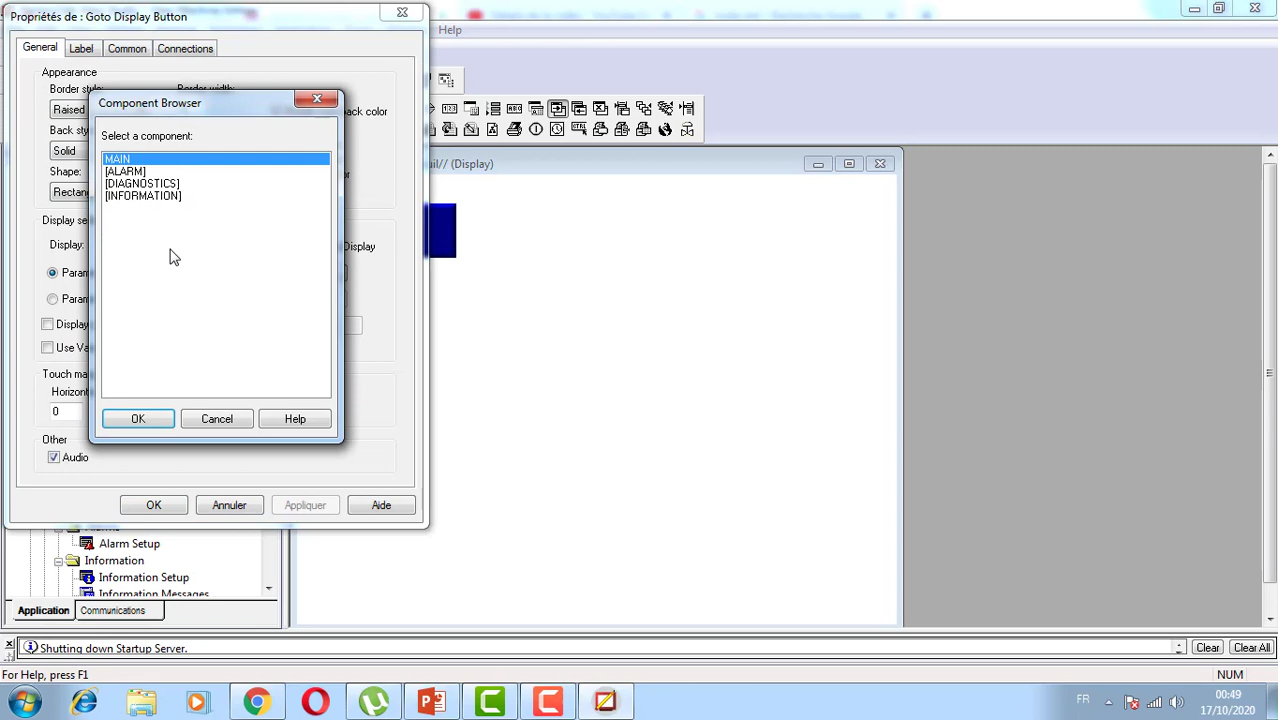 Propriétés de : Goto Display Button
Help
General
Label
Common
Connections
Appearance
Border style:
Border width:
Raised
back color
Back sty
Solid
Shape:
Rectan
Component Browser
Select a component:
MAIN
[ALARM]
[DIAGNOSTICS]
[INFORMATION]
OK
Cancel
Help
uil// (Display)
Display se
Display:
Display
Param
Param
Display
Use Va
Touch ma
Horizont
0
Other
Audio
OK
Annuler
Appliquer
Aide
Alarms
Alarm Setup
Information
Information Setup
Information Messages
Application
Communications
Shutting down Startup Server.
Clear
Clear All
For Help, press F1
NUM
FR
00:49
17/10/2020